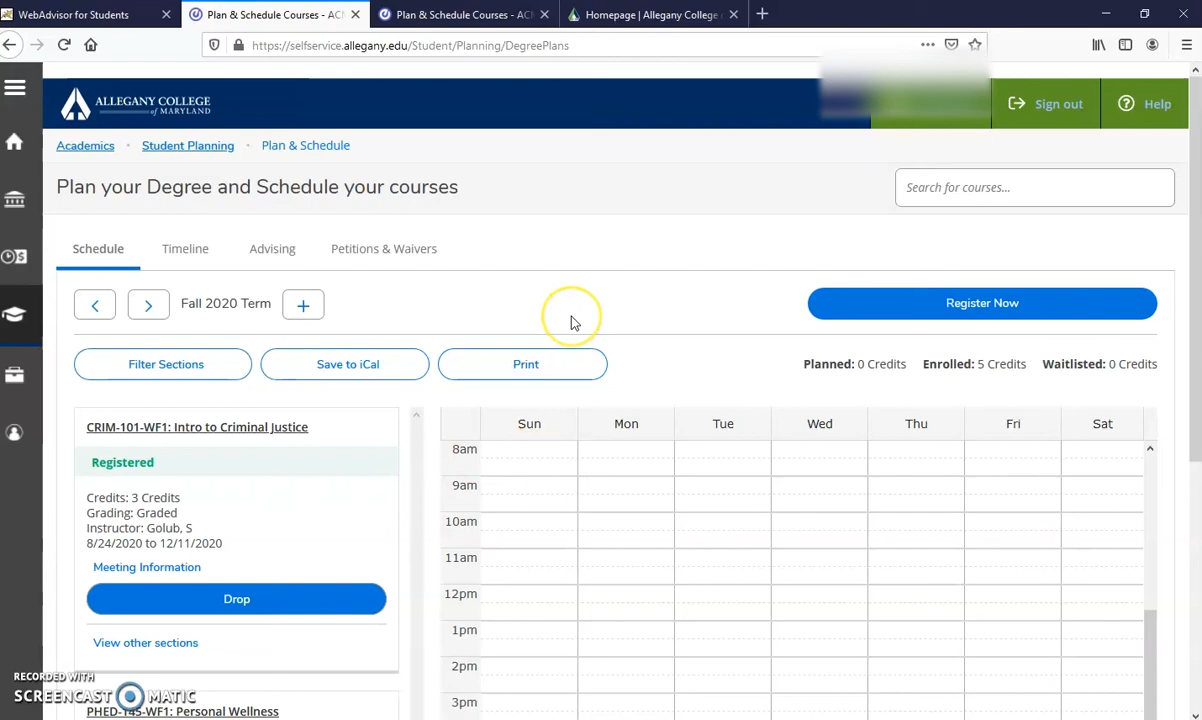 WebAdvisor for Students
Plan & Schedule Courses - ACM
Plan & Schedule Courses - ACM
Homepage | Allegany College o
https://selfservice.allegany.edu/Student/Planning/DegreePlans
ALLEGANY COLLEGE
of MARYLAND
Sign out
Help
Academics
Student Planning
Plan & Schedule
Plan your Degree and Schedule your courses
Search for courses...
Schedule
Timeline
Advising
Petitions & Waivers
Fall 2020 Term
Register Now
Filter Sections
Save to iCal
Print
Planned: 0 Credits
Enrolled: 5 Credits
Waitlisted: 0 Credits
CRIM-101-WF1: Intro to Criminal Justice
Registered
Credits: 3 Credits
Grading: Graded
Instructor: Golub, S
8/24/2020 to 12/11/2020
Meeting Information
Drop
View other sections
PHED-145-WF1: Personal Wellness
Sun
Mon
Tue
Wed
Thu
Fri
Sat
8am
9am
10am
11am
12pm
1pm
2pm
3pm
RECORDED WITH
SCREENCAST MATIC